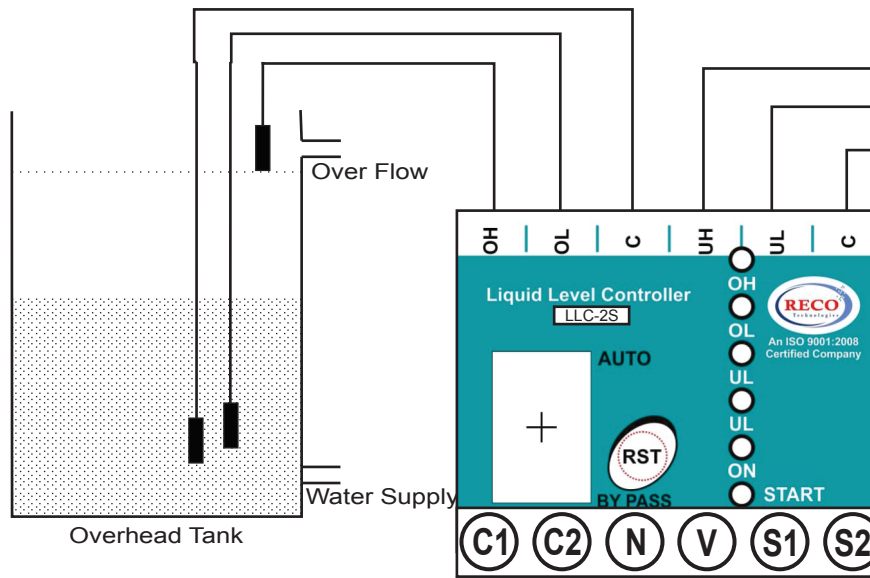 Over Flow
Water Supply
Overhead Tank
OH
OL
C
UH
UL
C
Liquid Level Controller
LLC-2S
AUTO
RST
BY PASS
OH
OL
UL
UL
ON
START
RECO
Technologies
An ISO 9001:2008
Certified Company
C1
C2
N
V
S1
S2